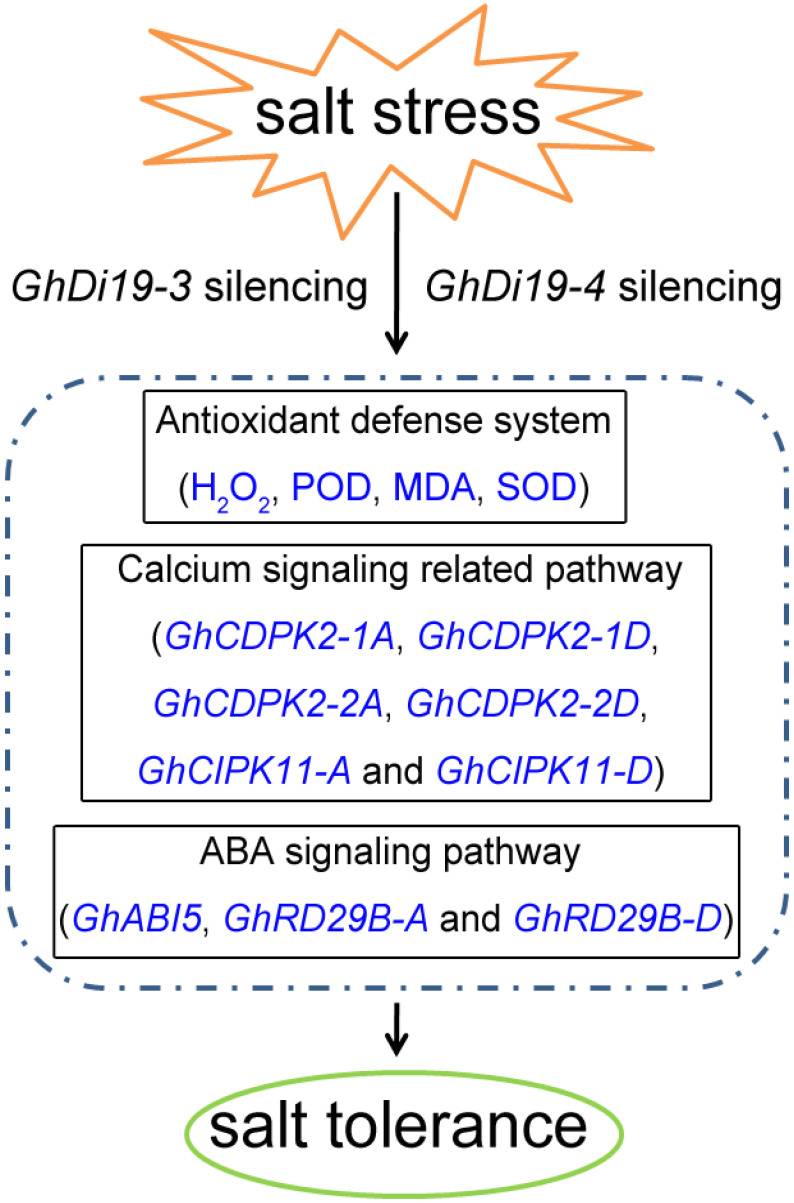 salt stress
GhDi19-3 silencing GhDi19-4 silencing
Antioxidant defense system
(H₂O₂, POD, MDA, SOD)
Calcium signaling related pathway
(GhCDPK2-1A, GhCDPK2-1D,
GhCDPK2-2A, GhCDPK2-2D,
GhCIPK11-A and GhCIPK11-D)
ABA signaling pathway
(GhABI5, GhRD29B-A and GhRD29B-D)
salt tolerance